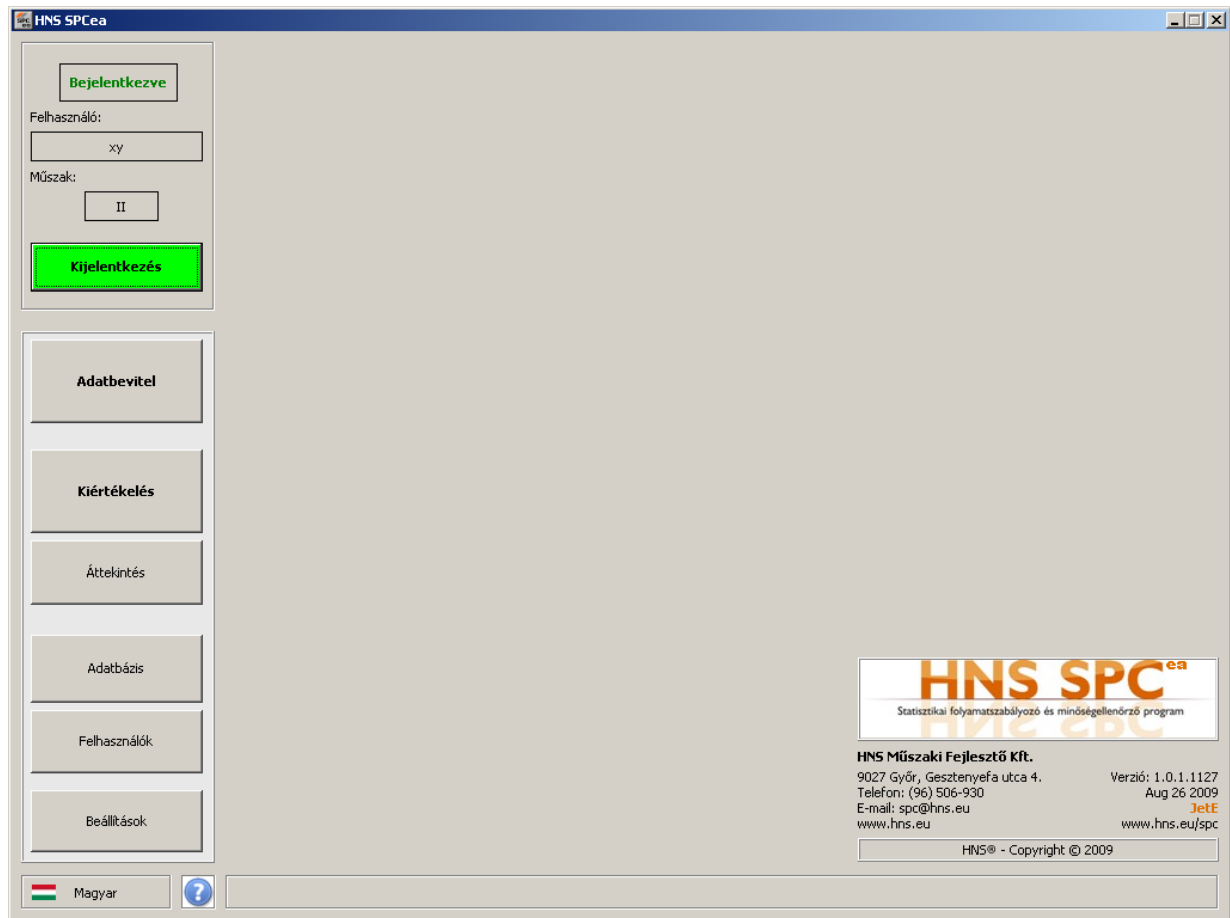 HNS SPCea
Bejelentkezve
Felhasználó:
xy
Műszak:
II
Kijelentkezés
Adatbevitel
Kiértékelés
Áttekintés
Adatbázis
Felhasználók
Beállítások
Magyar
HNS SPC ea
Statisztikai folyamatszabályozó és minőségellenőrző program
HNS Műszaki Fejlesztő Kft.
9027 Győr, Gesztenyefa utca 4. Verzió: 1.0.1.1127
Telefon: (96) 506-930 Aug 26 2009
E-mail: spc@hns.eu JetE
www.hns.eu www.hns.eu/spc
HNS® - Copyright © 2009